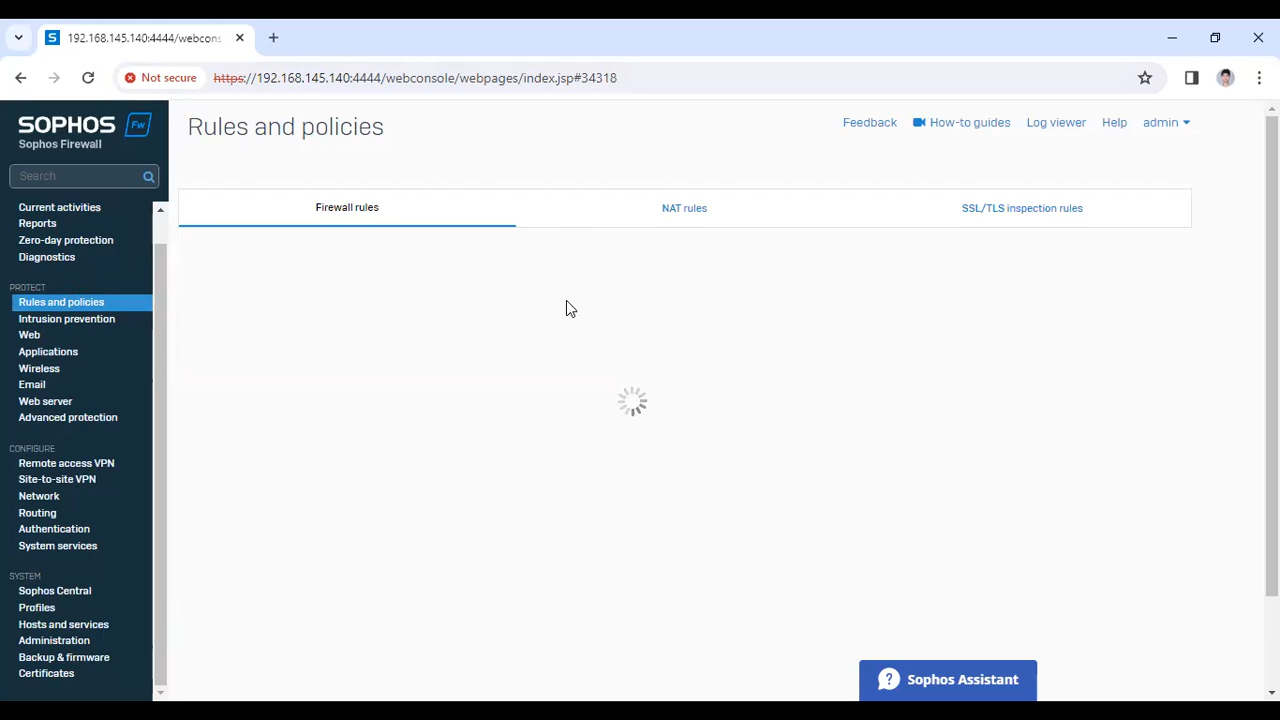 192.168.145.140:4444/webcons
Not secure
https://192.168.145.140:4444/webconsole/webpages/index.jsp#34318
SOPHOS Fw
Sophos Firewall
Search
Current activities
Reports
Zero-day protection
Diagnostics
PROTECT
Rules and policies
Intrusion prevention
Web
Applications
Wireless
Email
Web server
Advanced protection
CONFIGURE
Remote access VPN
Site-to-site VPN
Network
Routing
Authentication
System services
SYSTEM
Sophos Central
Profiles
Hosts and services
Administration
Backup & firmware
Certificates
Rules and policies
Feedback
How-to guides
Log viewer
Help
admin
Firewall rules
NAT rules
SSL/TLS inspection rules
Sophos Assistant